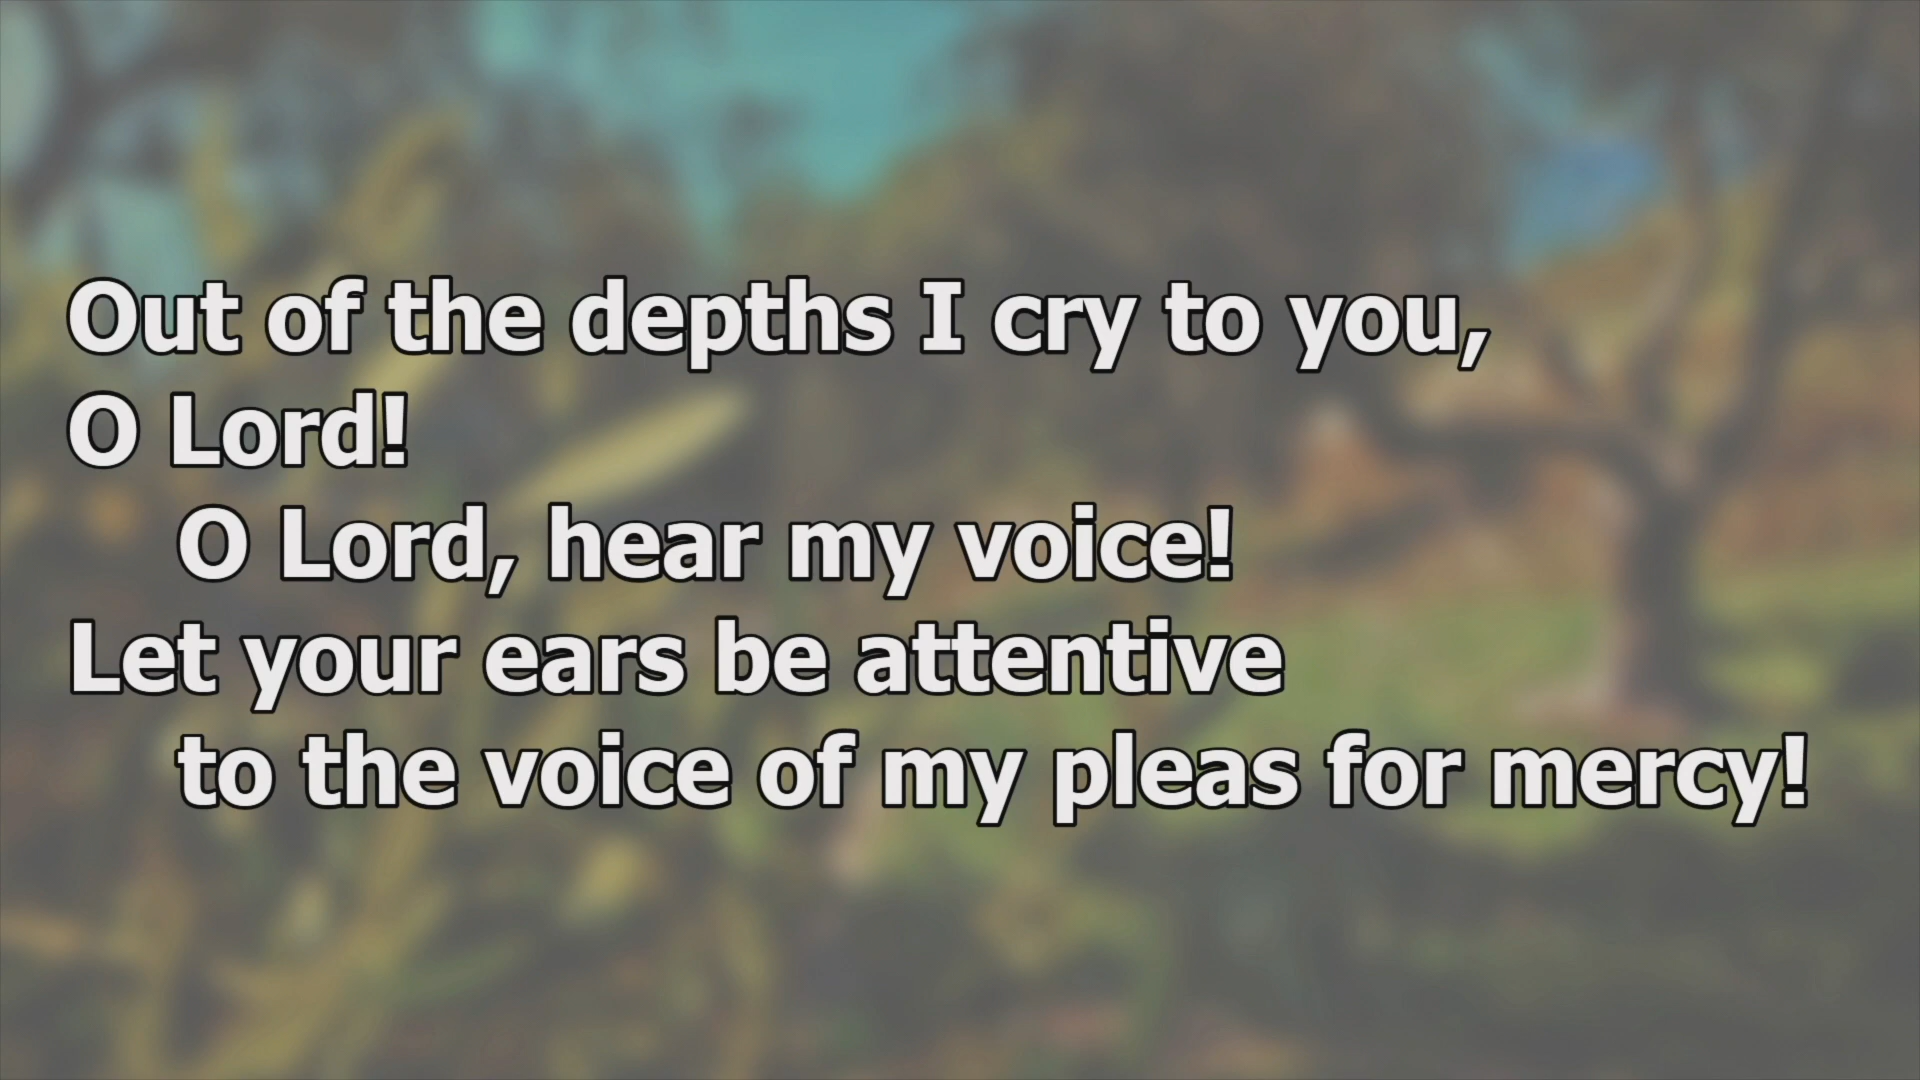 Out of the depths I cry to you,
O Lord!
O Lord, hear my voice!
Let your ears be attentive
to the voice of my pleas for mercy!